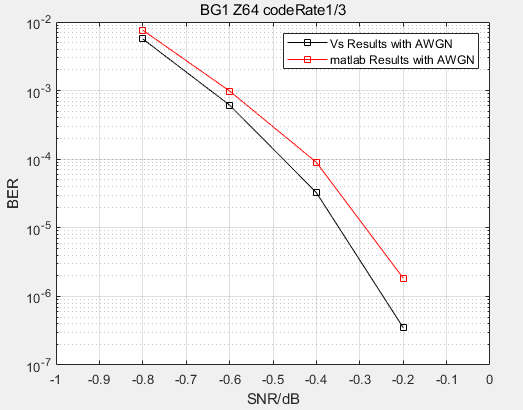 BG1 Z64 codeRate1/3
Vs Results with AWGN
matlab Results with AWGN
BER
10^-2
10^-3
10^-4
10^-5
10^-6
10^-7
-1 -0.9 -0.8 -0.7 -0.6 -0.5 -0.4 -0.3 -0.2 -0.1 0
SNR/dB